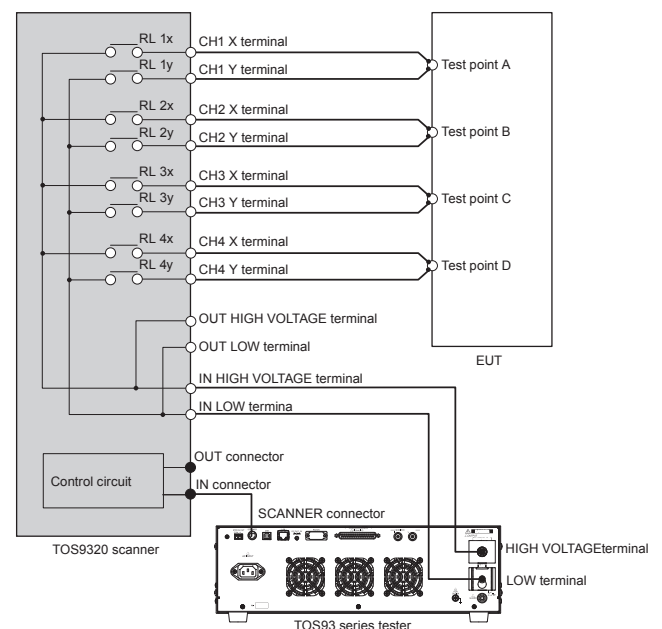 RL 1x
CH1 X terminal
RL 1y
CH1 Y terminal
Test point A
RL 2x
CH2 X terminal
RL 2y
CH2 Y terminal
Test point B
RL 3x
CH3 X terminal
RL 3y
CH3 Y terminal
Test point C
RL 4x
CH4 X terminal
RL 4y
CH4 Y terminal
Test point D
OUT HIGH VOLTAGE terminal
OUT LOW terminal
EUT
IN HIGH VOLTAGE terminal
IN LOW termina
OUT connector
Control circuit
IN connector
SCANNER connector
TOS9320 scanner
HIGH VOLTAGEterminal
LOW terminal
TOS93 series tester